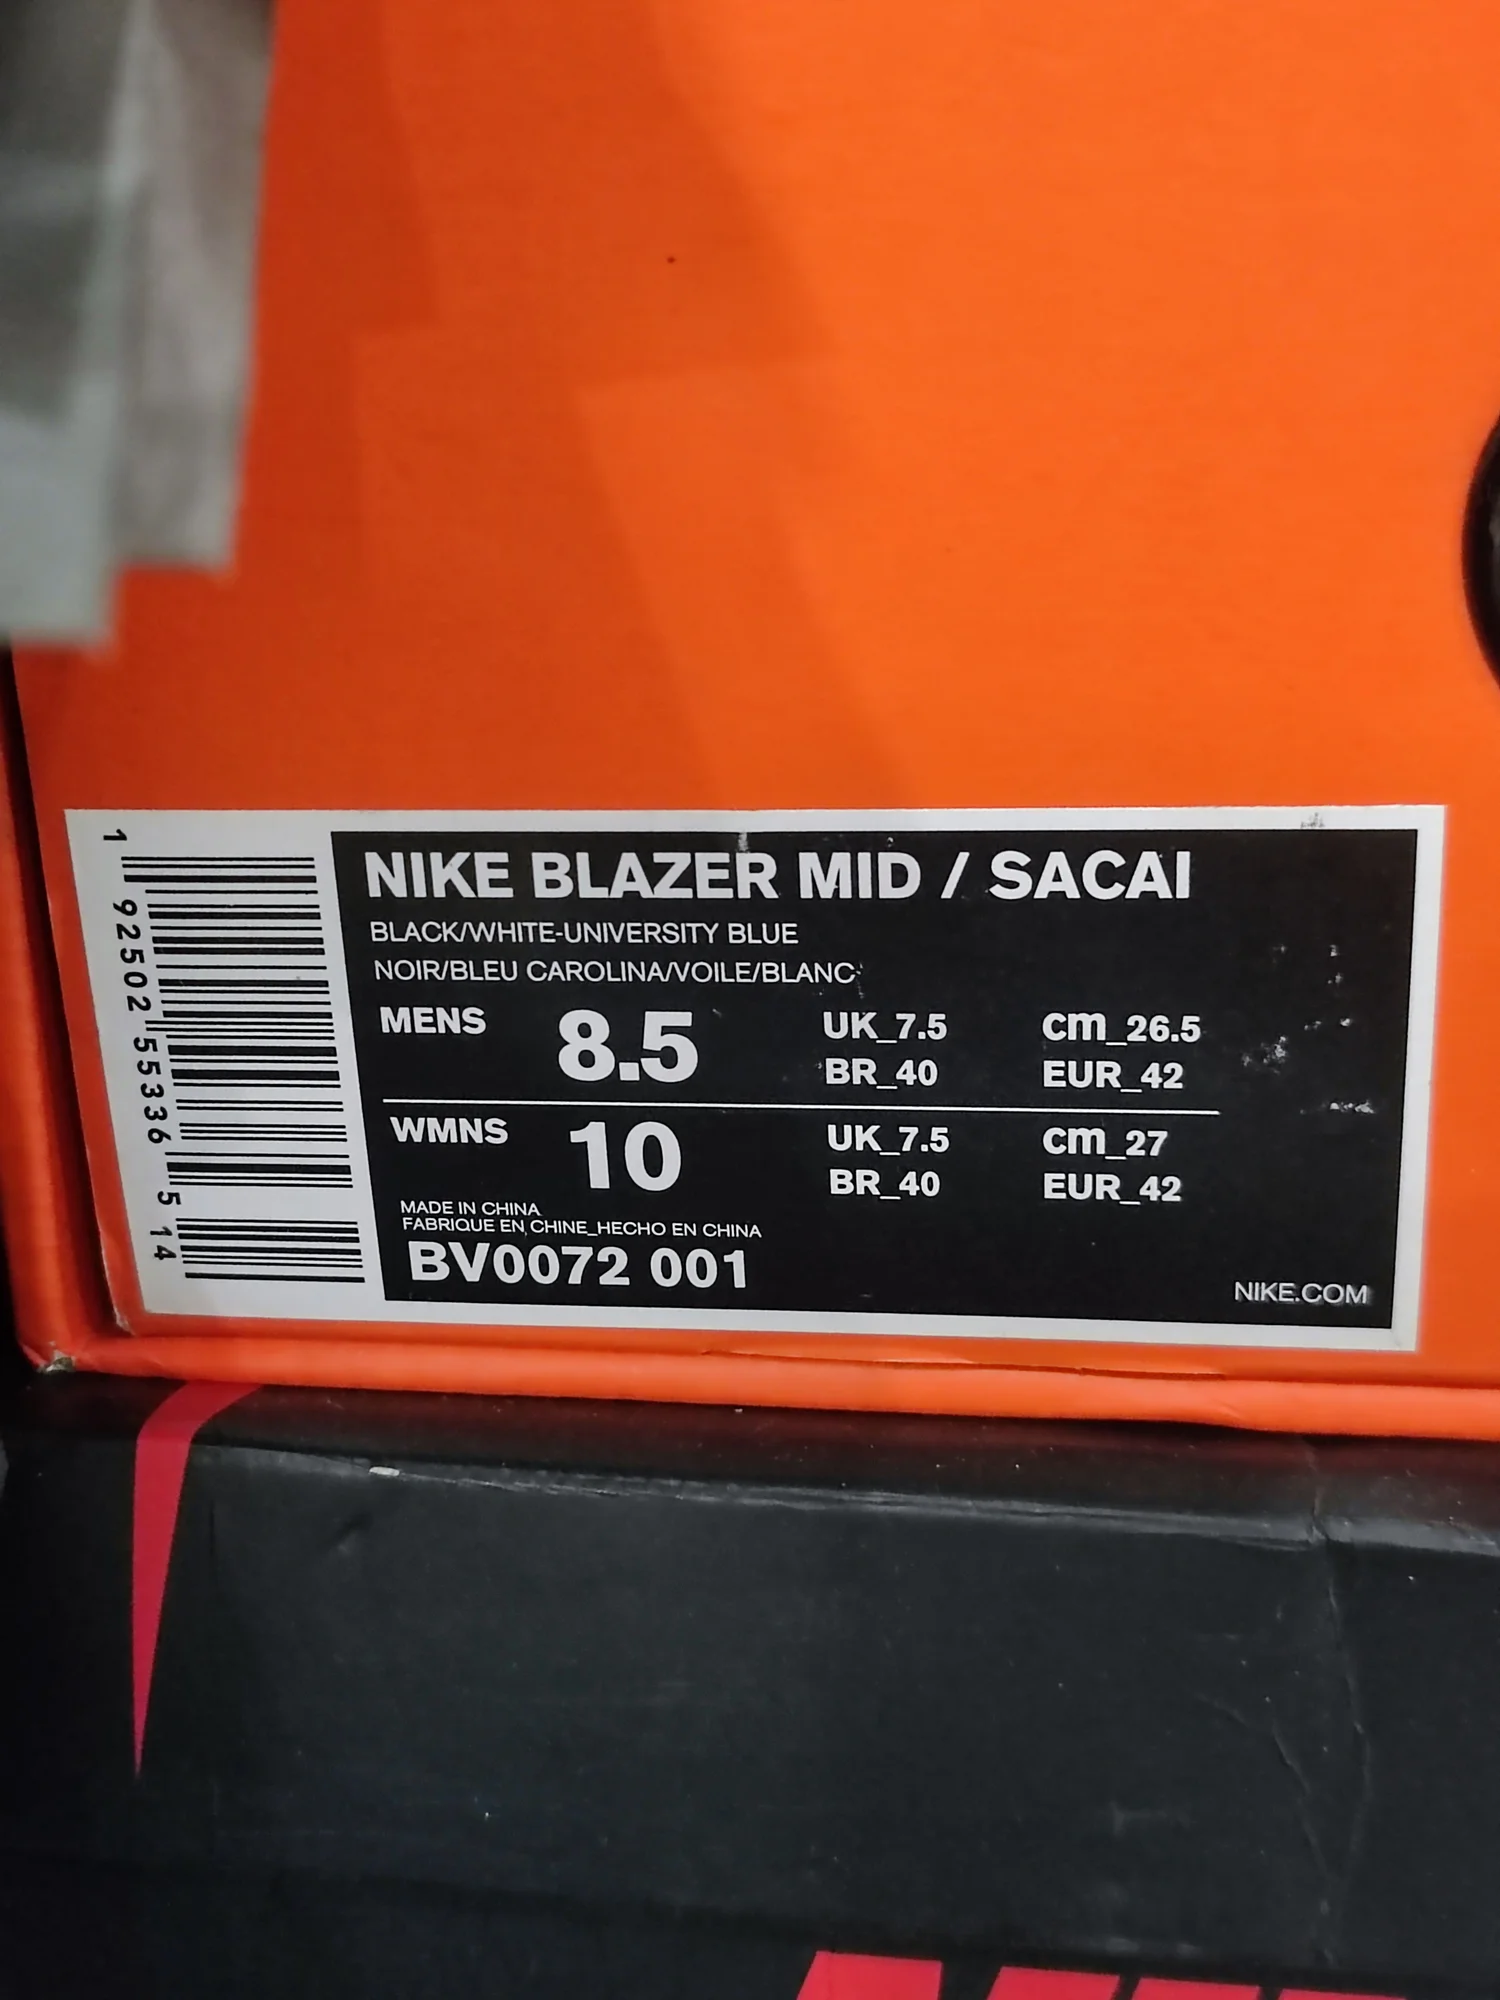 NIKE BLAZER MID / SACAI
BLACK/WHITE-UNIVERSITY BLUE
NOIR/BLEU CAROLINA/VOILE/BLANC
MENS 8.5 UK_7.5 cm_26.5
BR_40 EUR_42
WMNS 10 UK_7.5 cm_27
BR_40 EUR_42
MADE IN CHINA
FABRIQUE EN CHINE_HECHO EN CHINA
BV0072 001
NIKE.COM
1 92502 55336 5 14